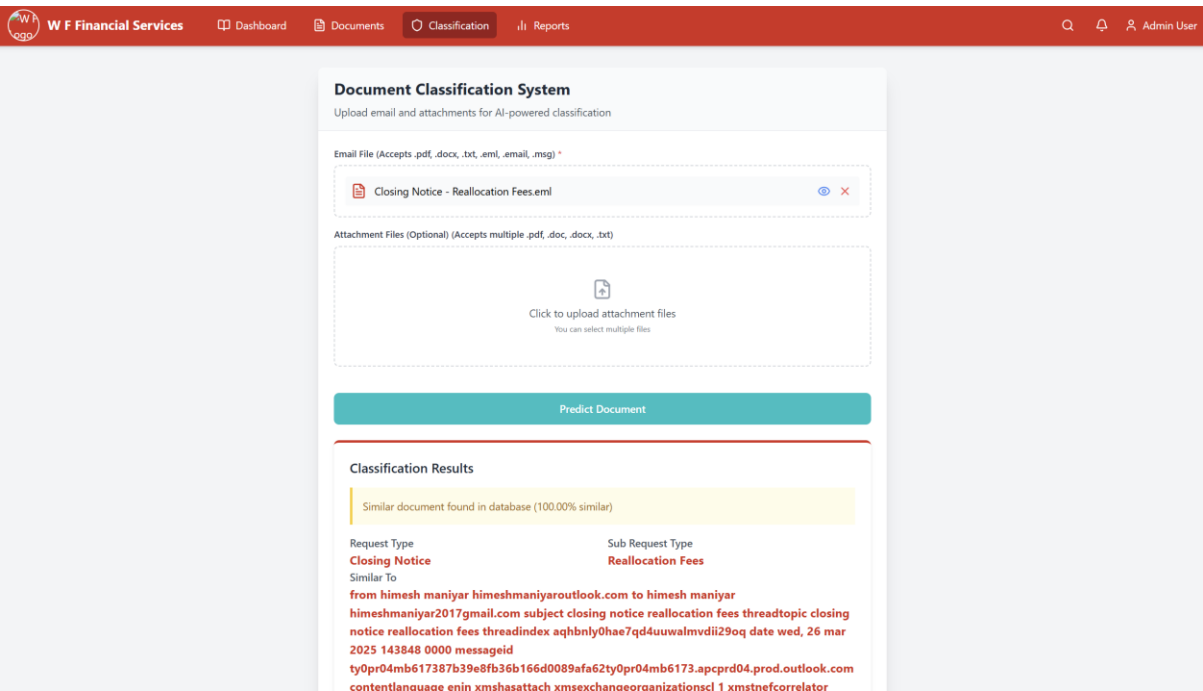 W F
ogo
W F Financial Services
Dashboard
Documents
Classification
Reports
Admin User
Document Classification System
Upload email and attachments for AI-powered classification
Email File (Accepts .pdf, .docx, .txt, .eml, .email, .msg) *
Closing Notice - Reallocation Fees.eml
Attachment Files (Optional) (Accepts multiple .pdf, .doc, .docx, .txt)
Click to upload attachment files
You can select multiple files
Predict Document
Classification Results
Similar document found in database (100.00% similar)
Request Type
Closing Notice
Sub Request Type
Reallocation Fees
Similar To
from himesh maniyar himeshmaniyaroutlook.com to himesh maniyar
himeshmaniyar2017gmail.com subject closing notice reallocation fees threadtopic closing
notice reallocation fees threadindex aqhbnly0hae7qd4uuwalmvdii29oq date wed, 26 mar
2025 143848 0000 messageid
ty0pr04mb617387b39e8fb36b166d0089afa62ty0pr04mb6173.apcprd04.prod.outlook.com
contentlanguage enin xmshasattach xmsexchangeorganizationscl 1 xmstnefcorrelator